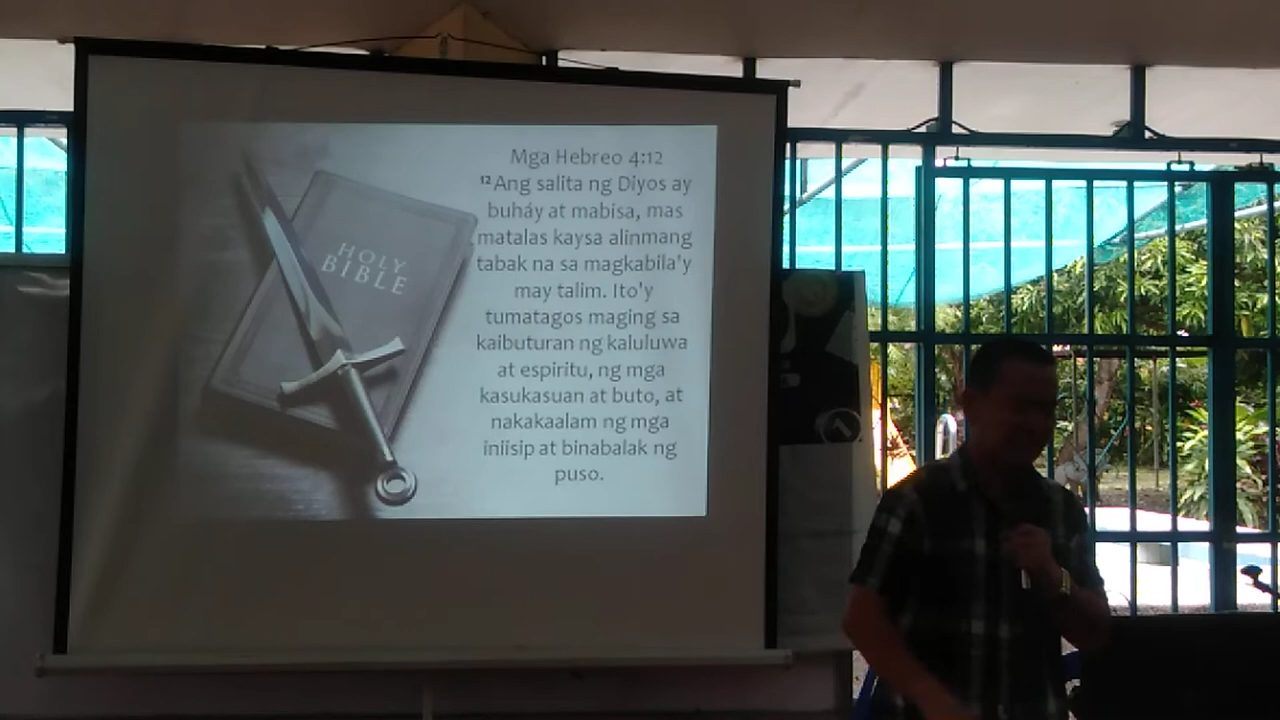 HOLY
BIBLE
Mga Hebreo 4:12
¹²Ang salita ng Diyos ay
buháy at mabisa, mas
matalas kaysa alinmang
tabak na sa magkabila'y
may talim. Ito'y
tumatagos maging sa
kaibuturan ng kaluluwa
at espiritu, ng mga
kasukasuan at buto, at
nakakaalam ng mga
iniisip at binabalak ng
puso.